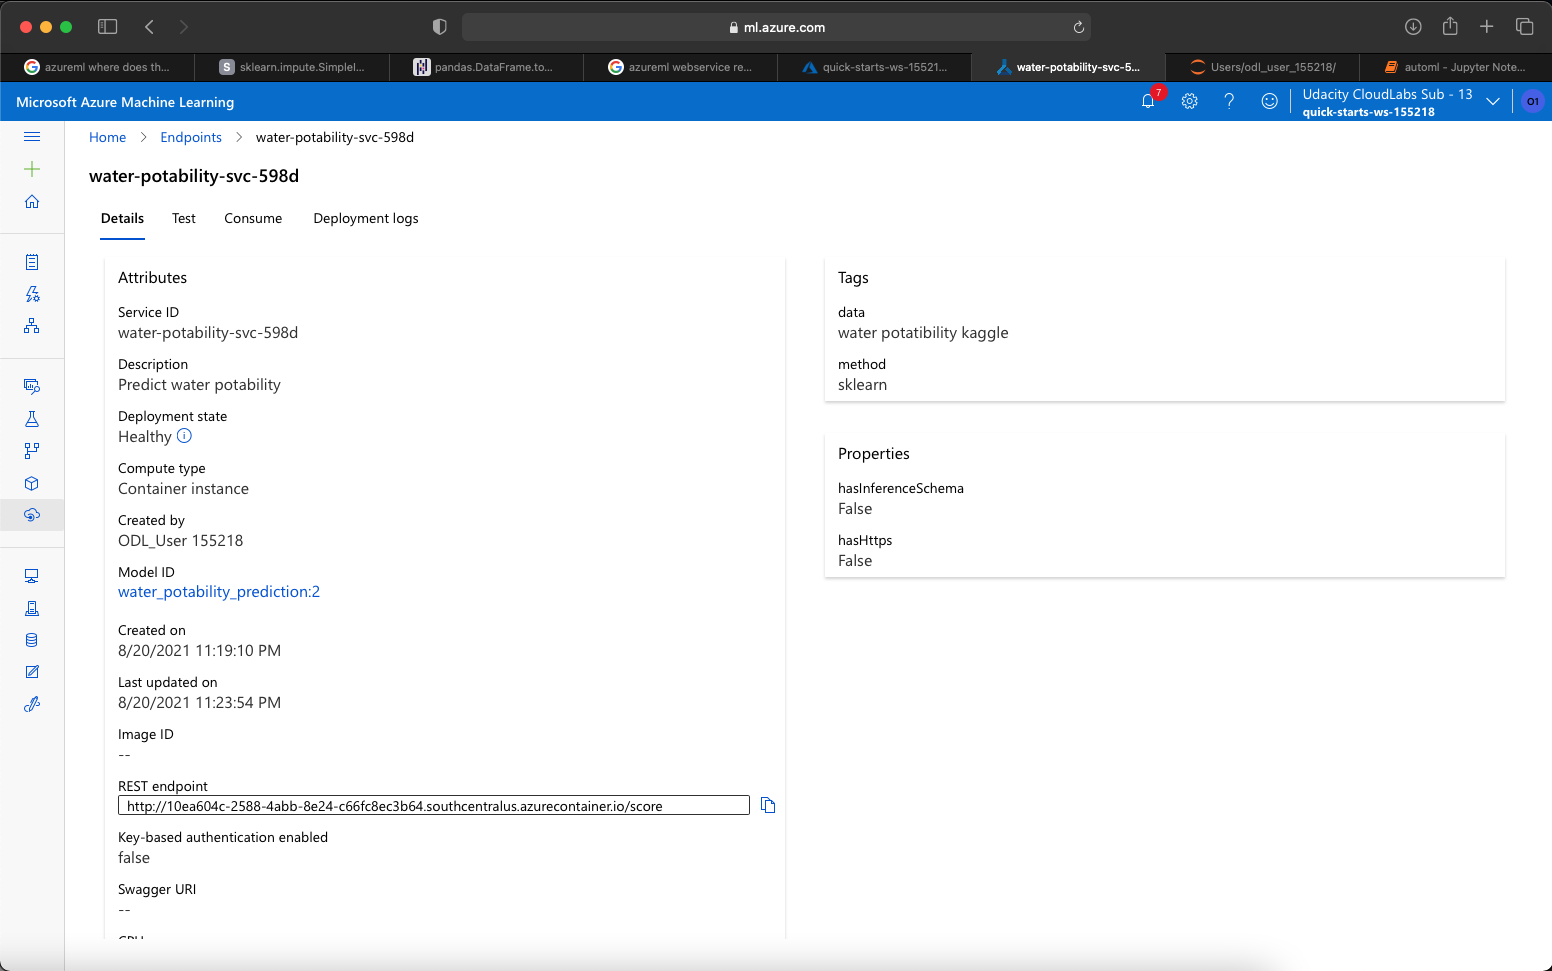 ml.azure.com
azureml where does th...
S sklearn.impute.Simplel...
pandas.DataFrame.to...
azureml webservice re...
quick-starts-ws-15521...
water-potability-svc-5...
Users/odl_user_155218/
automl - Jupyter Note...
Microsoft Azure Machine Learning
7
Udacity CloudLabs Sub - 13
quick-starts-ws-155218
O1
Home > Endpoints > water-potability-svc-598d
water-potability-svc-598d
Details Test Consume Deployment logs
Attributes
Service ID
water-potability-svc-598d
Description
Predict water potability
Deployment state
Healthy
Compute type
Container instance
Created by
ODL_User 155218
Model ID
water_potability_prediction:2
Created on
8/20/2021 11:19:10 PM
Last updated on
8/20/2021 11:23:54 PM
Image ID
--
REST endpoint
http://10ea604c-2588-4abb-8e24-c66fc8ec3b64.southcentralus.azurecontainer.io/score
Key-based authentication enabled
false
Swagger URI
--
Tags
data
water potatibility kaggle
method
sklearn
Properties
hasInferenceSchema
False
hasHttps
False